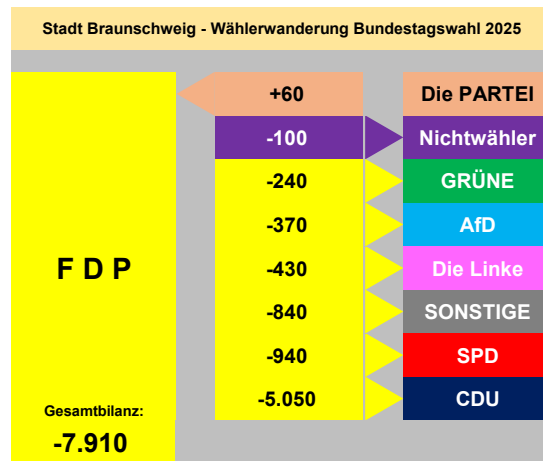 Stadt Braunschweig - Wählerwanderung Bundestagswahl 2025
+60 Die PARTEI
-100 Nichtwähler
-240 GRÜNE
-370 AfD
F D P
-430 Die Linke
-840 SONSTIGE
-940 SPD
-5.050 CDU
Gesamtbilanz:
-7.910